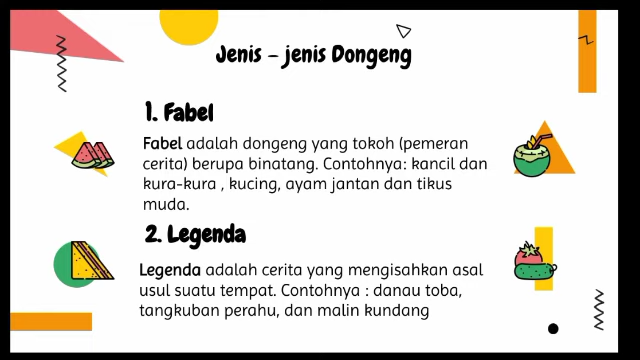 Jenis – jenis Dongeng
1. Fabel
Fabel adalah dongeng yang tokoh (pemeran
cerita) berupa binatang. Contohnya: kancil dan
kura-kura , kucing, ayam jantan dan tikus
muda.
2. Legenda
Legenda adalah cerita yang mengisahkan asal
usul suatu tempat. Contohnya : danau toba,
tangkuban perahu, dan malin kundang